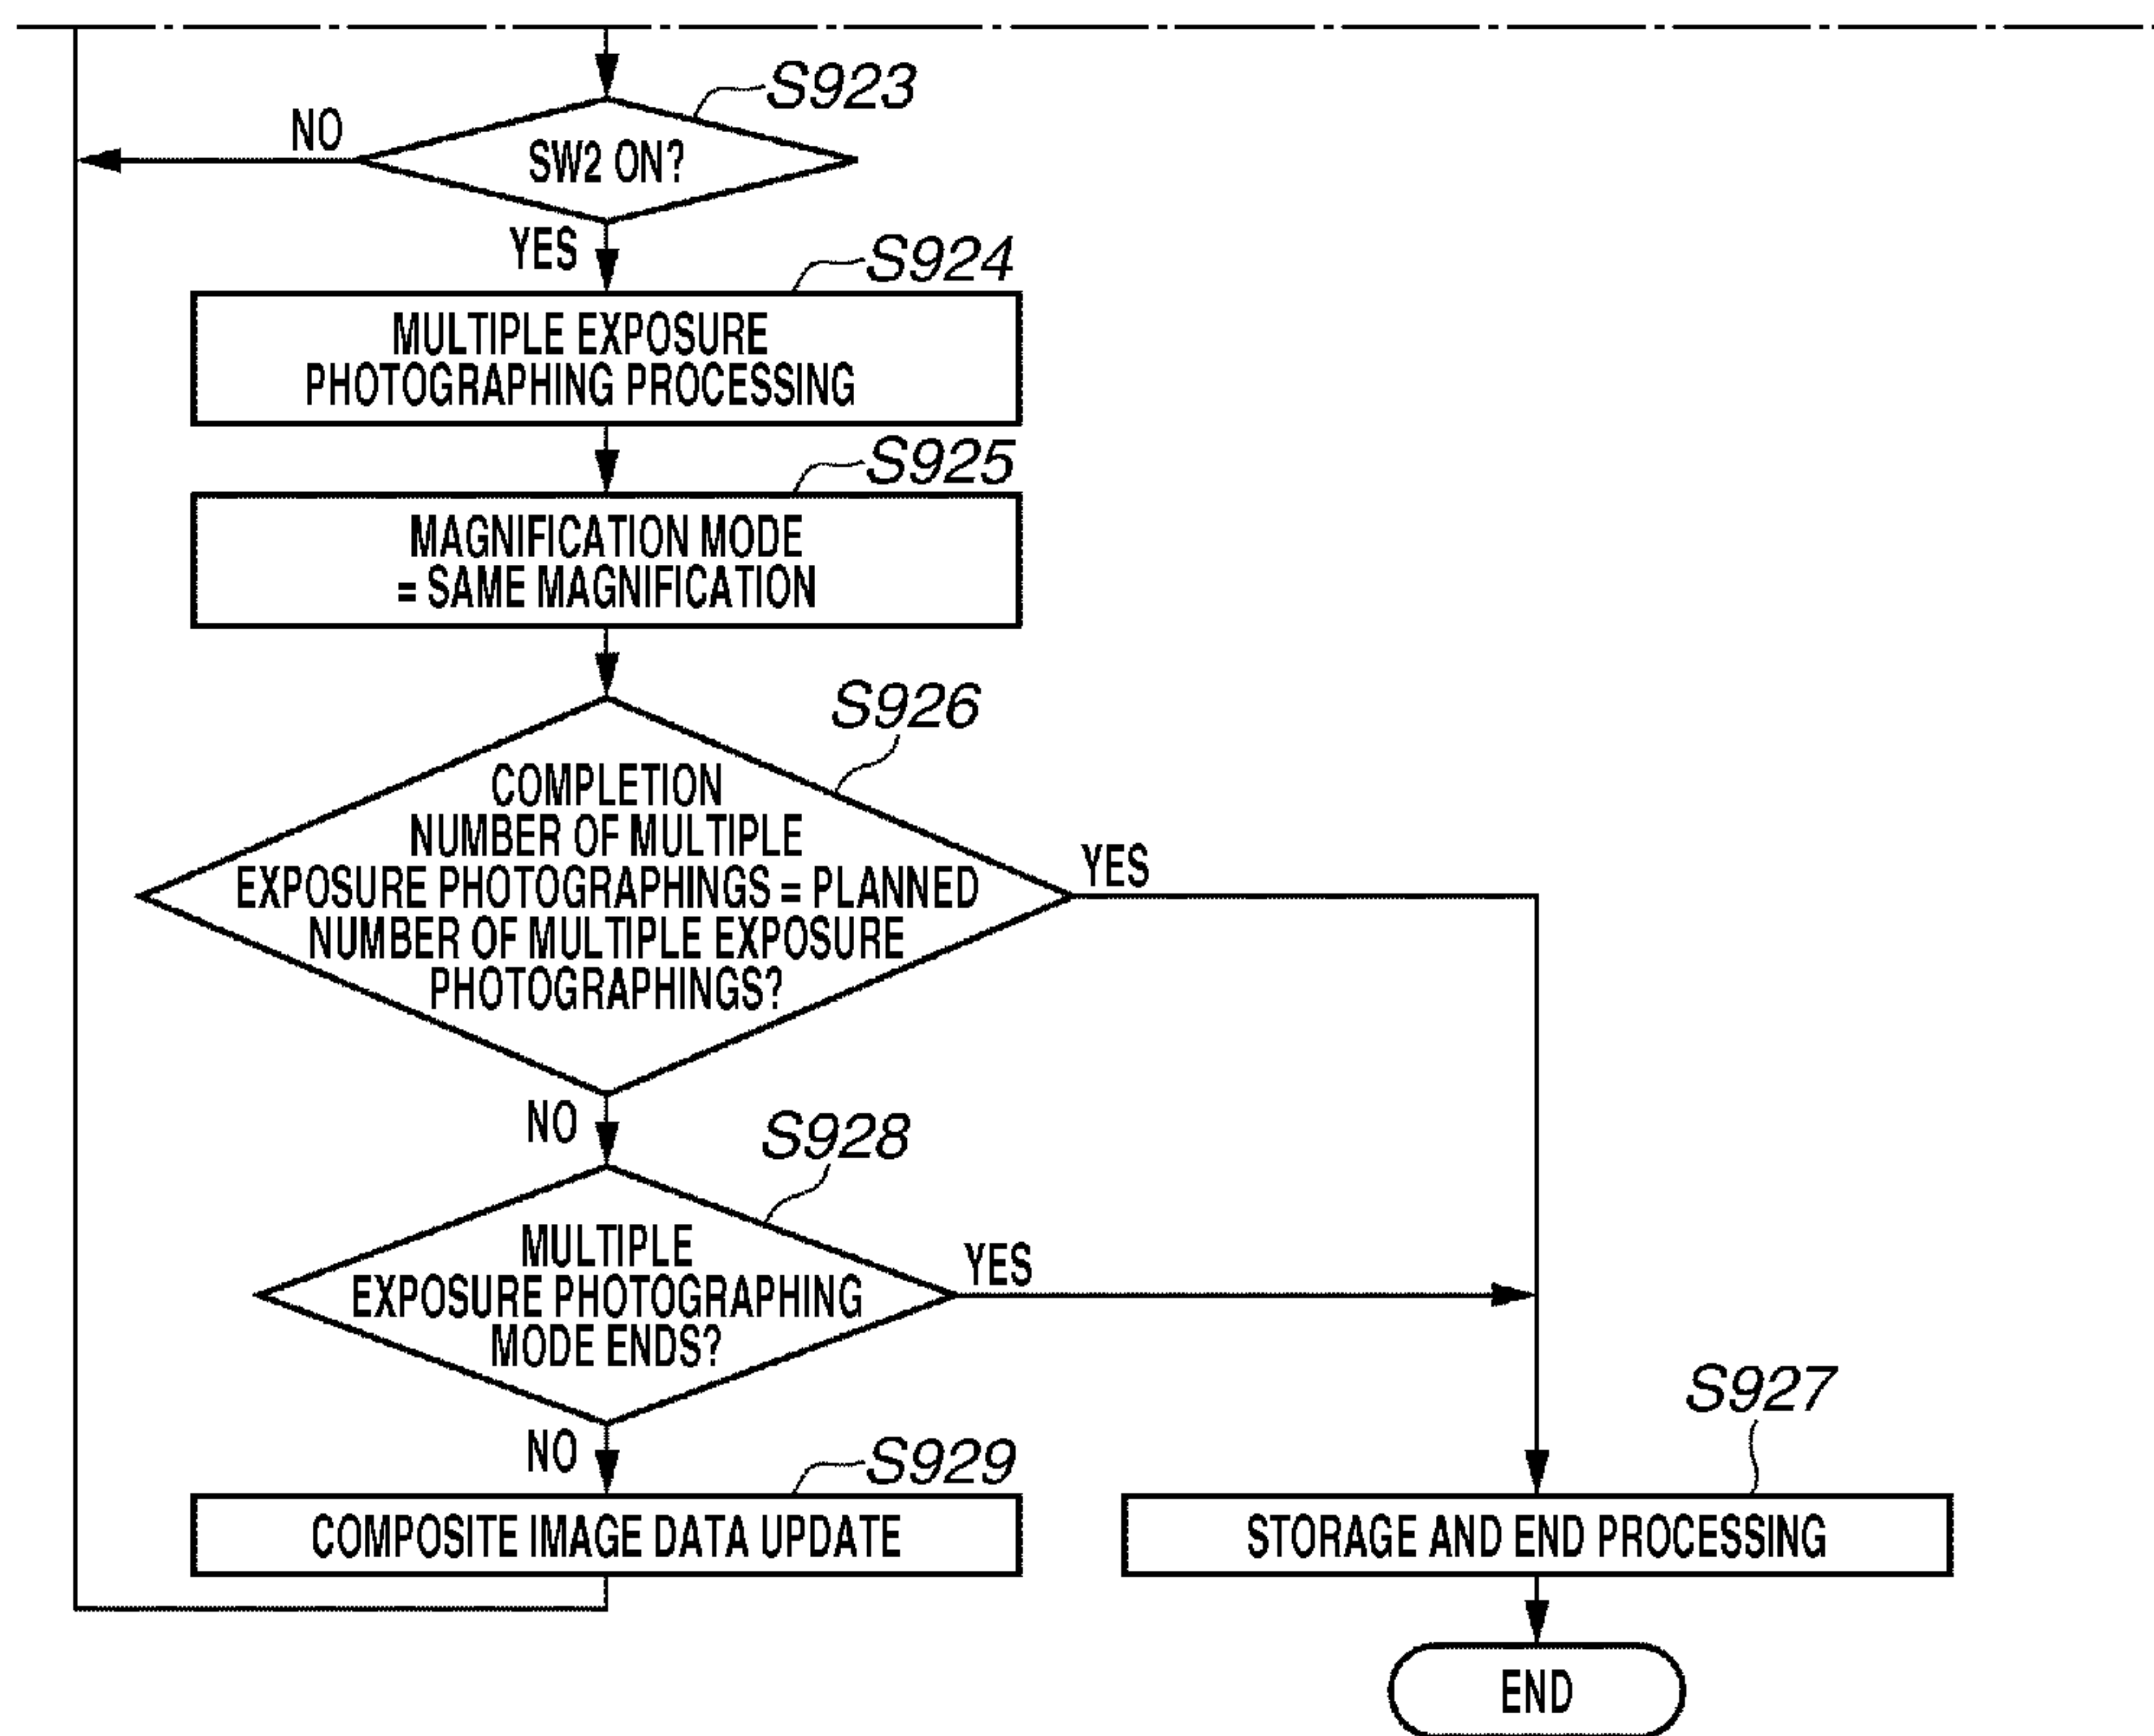 S923
NO
SW2 ON?
YES
S924
MULTIPLE EXPOSURE
PHOTOGRAPHING PROCESSING
S925
MAGNIFICATION MODE
= SAME MAGNIFICATION
S926
COMPLETION
NUMBER OF MULTIPLE
EXPOSURE PHOTOGRAPHINGS = PLANNED
NUMBER OF MULTIPLE EXPOSURE
PHOTOGRAPHINGS?
YES
NO
S928
MULTIPLE
EXPOSURE PHOTOGRAPHING
MODE ENDS?
YES
NO
S929
COMPOSITE IMAGE DATA UPDATE
S927
STORAGE AND END PROCESSING
END